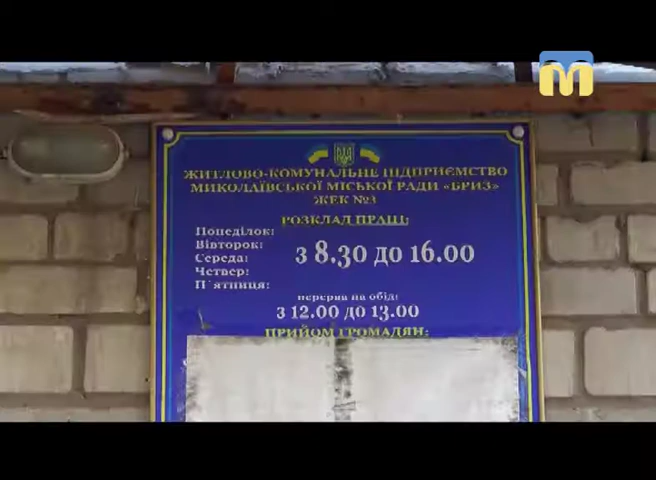 ЖИТЛОВО-КОМУНАЛЬНЕ ПІДПРИЄМСТВО
МИКОЛАЇВСЬКОЇ МІСЬКОЇ РАДИ «БРИЗ»
ЖЕК №3
РОЗКЛАД ПРАЦІ:
Понеділок:
Вівторок:
Середа:
Четвер:
П'ятниця:
з 8.30 до 16.00
перерва на обід:
з 12.00 до 13.00
ПРИЙОМ ГРОМАДЯН: